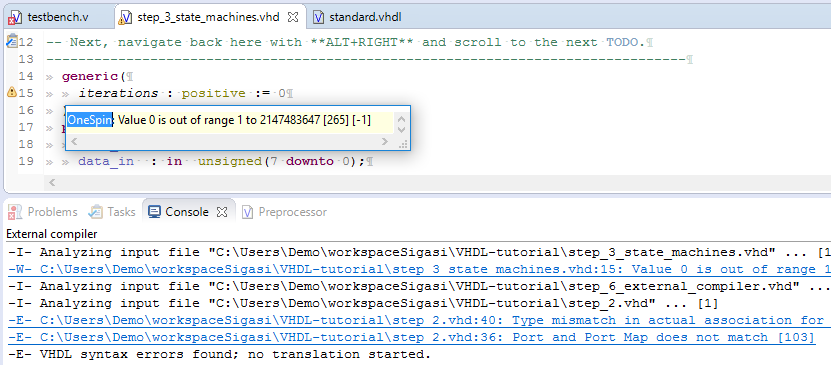 testbench.v step_3_state_machines.vhd standard.vhdl
12 -- Next, navigate back here with **ALT+RIGHT** and scroll to the next TODO.¶
13 --------------------------------------------------------------------------------¶
14 » generic(¶
15 » » iterations : positive := 0¶
16 »
OneSpin: Value 0 is out of range 1 to 2147483647 [265] [-1]
17 »
18 » »
19 » » data_in : in unsigned(7 downto 0);¶
Problems Tasks Console Preprocessor
External compiler
-I- Analyzing input file "C:\Users\Demo\workspaceSigasi\VHDL-tutorial\step_3_state_machines.vhd" ... [1
-W- C:\Users\Demo\workspaceSigasi\VHDL-tutorial\step 3 state machines.vhd:15: Value 0 is out of range 1
-I- Analyzing input file "C:\Users\Demo\workspaceSigasi\VHDL-tutorial\step_6_external_compiler.vhd" ...
-I- Analyzing input file "C:\Users\Demo\workspaceSigasi\VHDL-tutorial\step_2.vhd" ... [1]
-E- C:\Users\Demo\workspaceSigasi\VHDL-tutorial\step 2.vhd:40: Type mismatch in actual association for
-E- C:\Users\Demo\workspaceSigasi\VHDL-tutorial\step 2.vhd:36: Port and Port Map does not match [103]
-E- VHDL syntax errors found; no translation started.